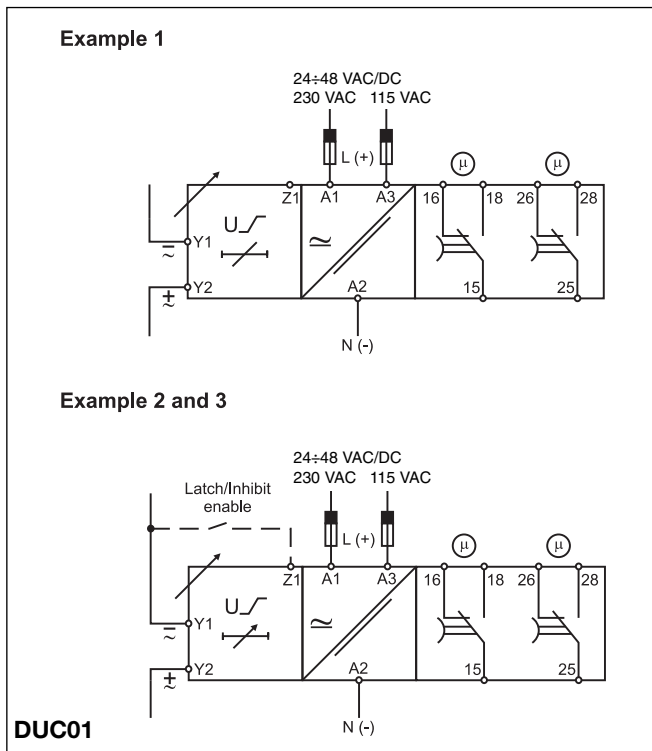 Example 1
24÷48 VAC/DC
230 VAC 115 VAC
L (+)
μ μ
Z1 A1 A3 16 18 26 28
U
Y1
≃
Y2
A2 15 25
N (-)
Example 2 and 3
24÷48 VAC/DC
230 VAC 115 VAC
Latch/Inhibit
enable
L (+)
μ μ
Z1 A1 A3 16 18 26 28
U
Y1
≃
Y2
A2 15 25
N (-)
DUC01